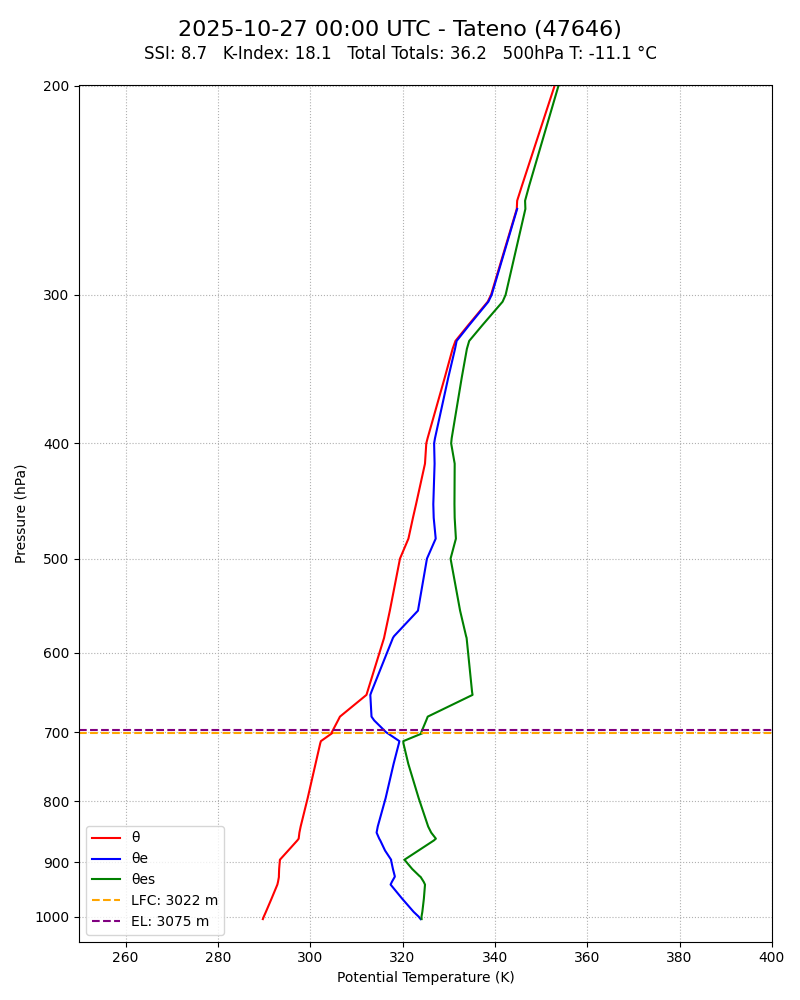 2025-10-27 00:00 UTC - Tateno (47646)
SSI: 8.7   K-Index: 18.1   Total Totals: 36.2   500hPa T: -11.1 °C
200
300
400
500
600
700
800
900
1000
Pressure (hPa)
θ
θe
θes
LFC: 3022 m
EL: 3075 m
260 280 300 320 340 360 380 400
Potential Temperature (K)